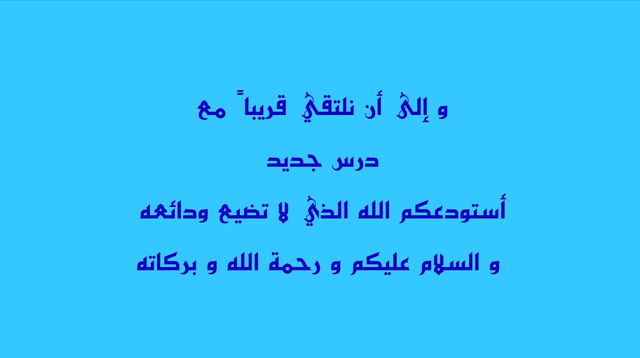 و إلى أن نلتقي قريباً مع
درس جديد
أستودعكم الله الذي لا تضيع ودائعه
و السلام عليكم و رحمة الله و بركاته